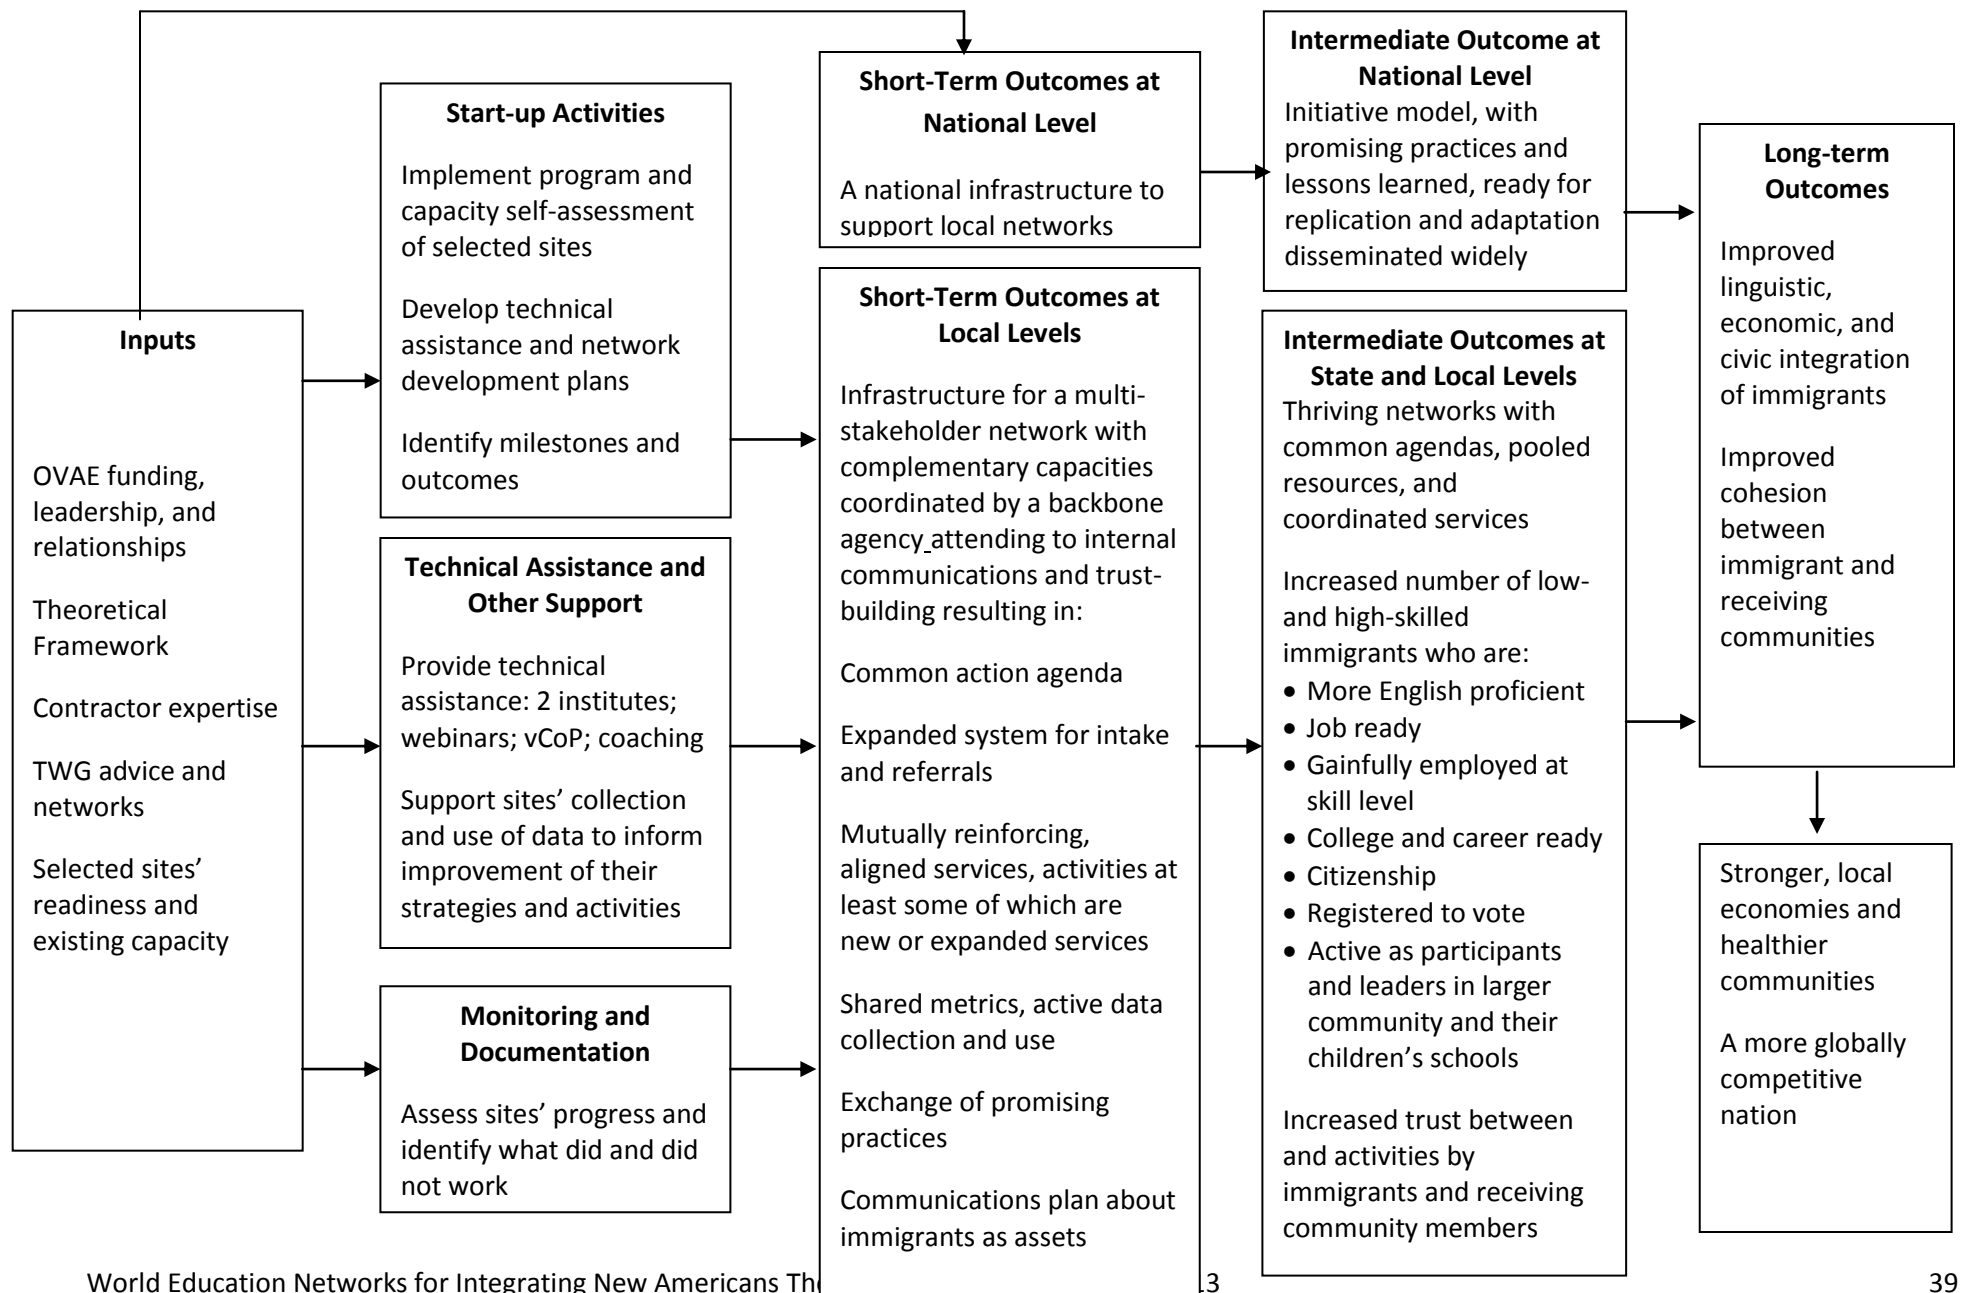 Inputs
OVAE funding,
leadership, and
relationships
Theoretical
Framework
Contractor expertise
TWG advice and
networks
Selected sites’
readiness and
existing capacity
Start-up Activities
Implement program and
capacity self-assessment
of selected sites
Develop technical
assistance and network
development plans
Identify milestones and
outcomes
Technical Assistance and
Other Support
Provide technical
assistance: 2 institutes;
webinars; vCoP; coaching
Support sites’ collection
and use of data to inform
improvement of their
strategies and activities
Monitoring and
Documentation
Assess sites’ progress and
identify what did and did
not work
Short-Term Outcomes at
National Level
A national infrastructure to
support local networks
Short-Term Outcomes at
Local Levels
Infrastructure for a multi-
stakeholder network with
complementary capacities
coordinated by a backbone
agency attending to internal
communications and trust-
building resulting in:
Common action agenda
Expanded system for intake
and referrals
Mutually reinforcing,
aligned services, activities at
least some of which are
new or expanded services
Shared metrics, active data
collection and use
Exchange of promising
practices
Communications plan about
immigrants as assets
Intermediate Outcome at
National Level
Initiative model, with
promising practices and
lessons learned, ready for
replication and adaptation
disseminated widely
Intermediate Outcomes at
State and Local Levels
Thriving networks with
common agendas, pooled
resources, and
coordinated services
Increased number of low-
and high-skilled
immigrants who are:
• More English proficient
• Job ready
• Gainfully employed at
skill level
• College and career ready
• Citizenship
• Registered to vote
• Active as participants
and leaders in larger
community and their
children’s schools
Increased trust between
and activities by
immigrants and receiving
community members
Long-term
Outcomes
Improved
linguistic,
economic, and
civic integration
of immigrants
Improved
cohesion
between
immigrant and
receiving
communities
Stronger, local
economies and
healthier
communities
A more globally
competitive
nation
World Education Networks for Integrating New Americans
39